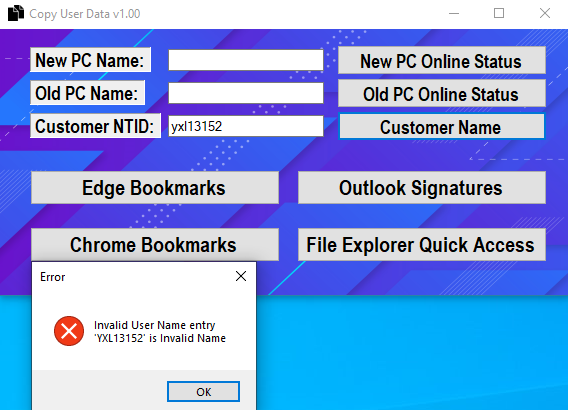 Copy User Data v1.00
New PC Name:
New PC Online Status
Old PC Name:
Old PC Online Status
Customer NTID:
yxl13152
Customer Name
Edge Bookmarks
Outlook Signatures
Chrome Bookmarks
File Explorer Quick Access
Error
Invalid User Name entry
'YXL13152' is Invalid Name
OK